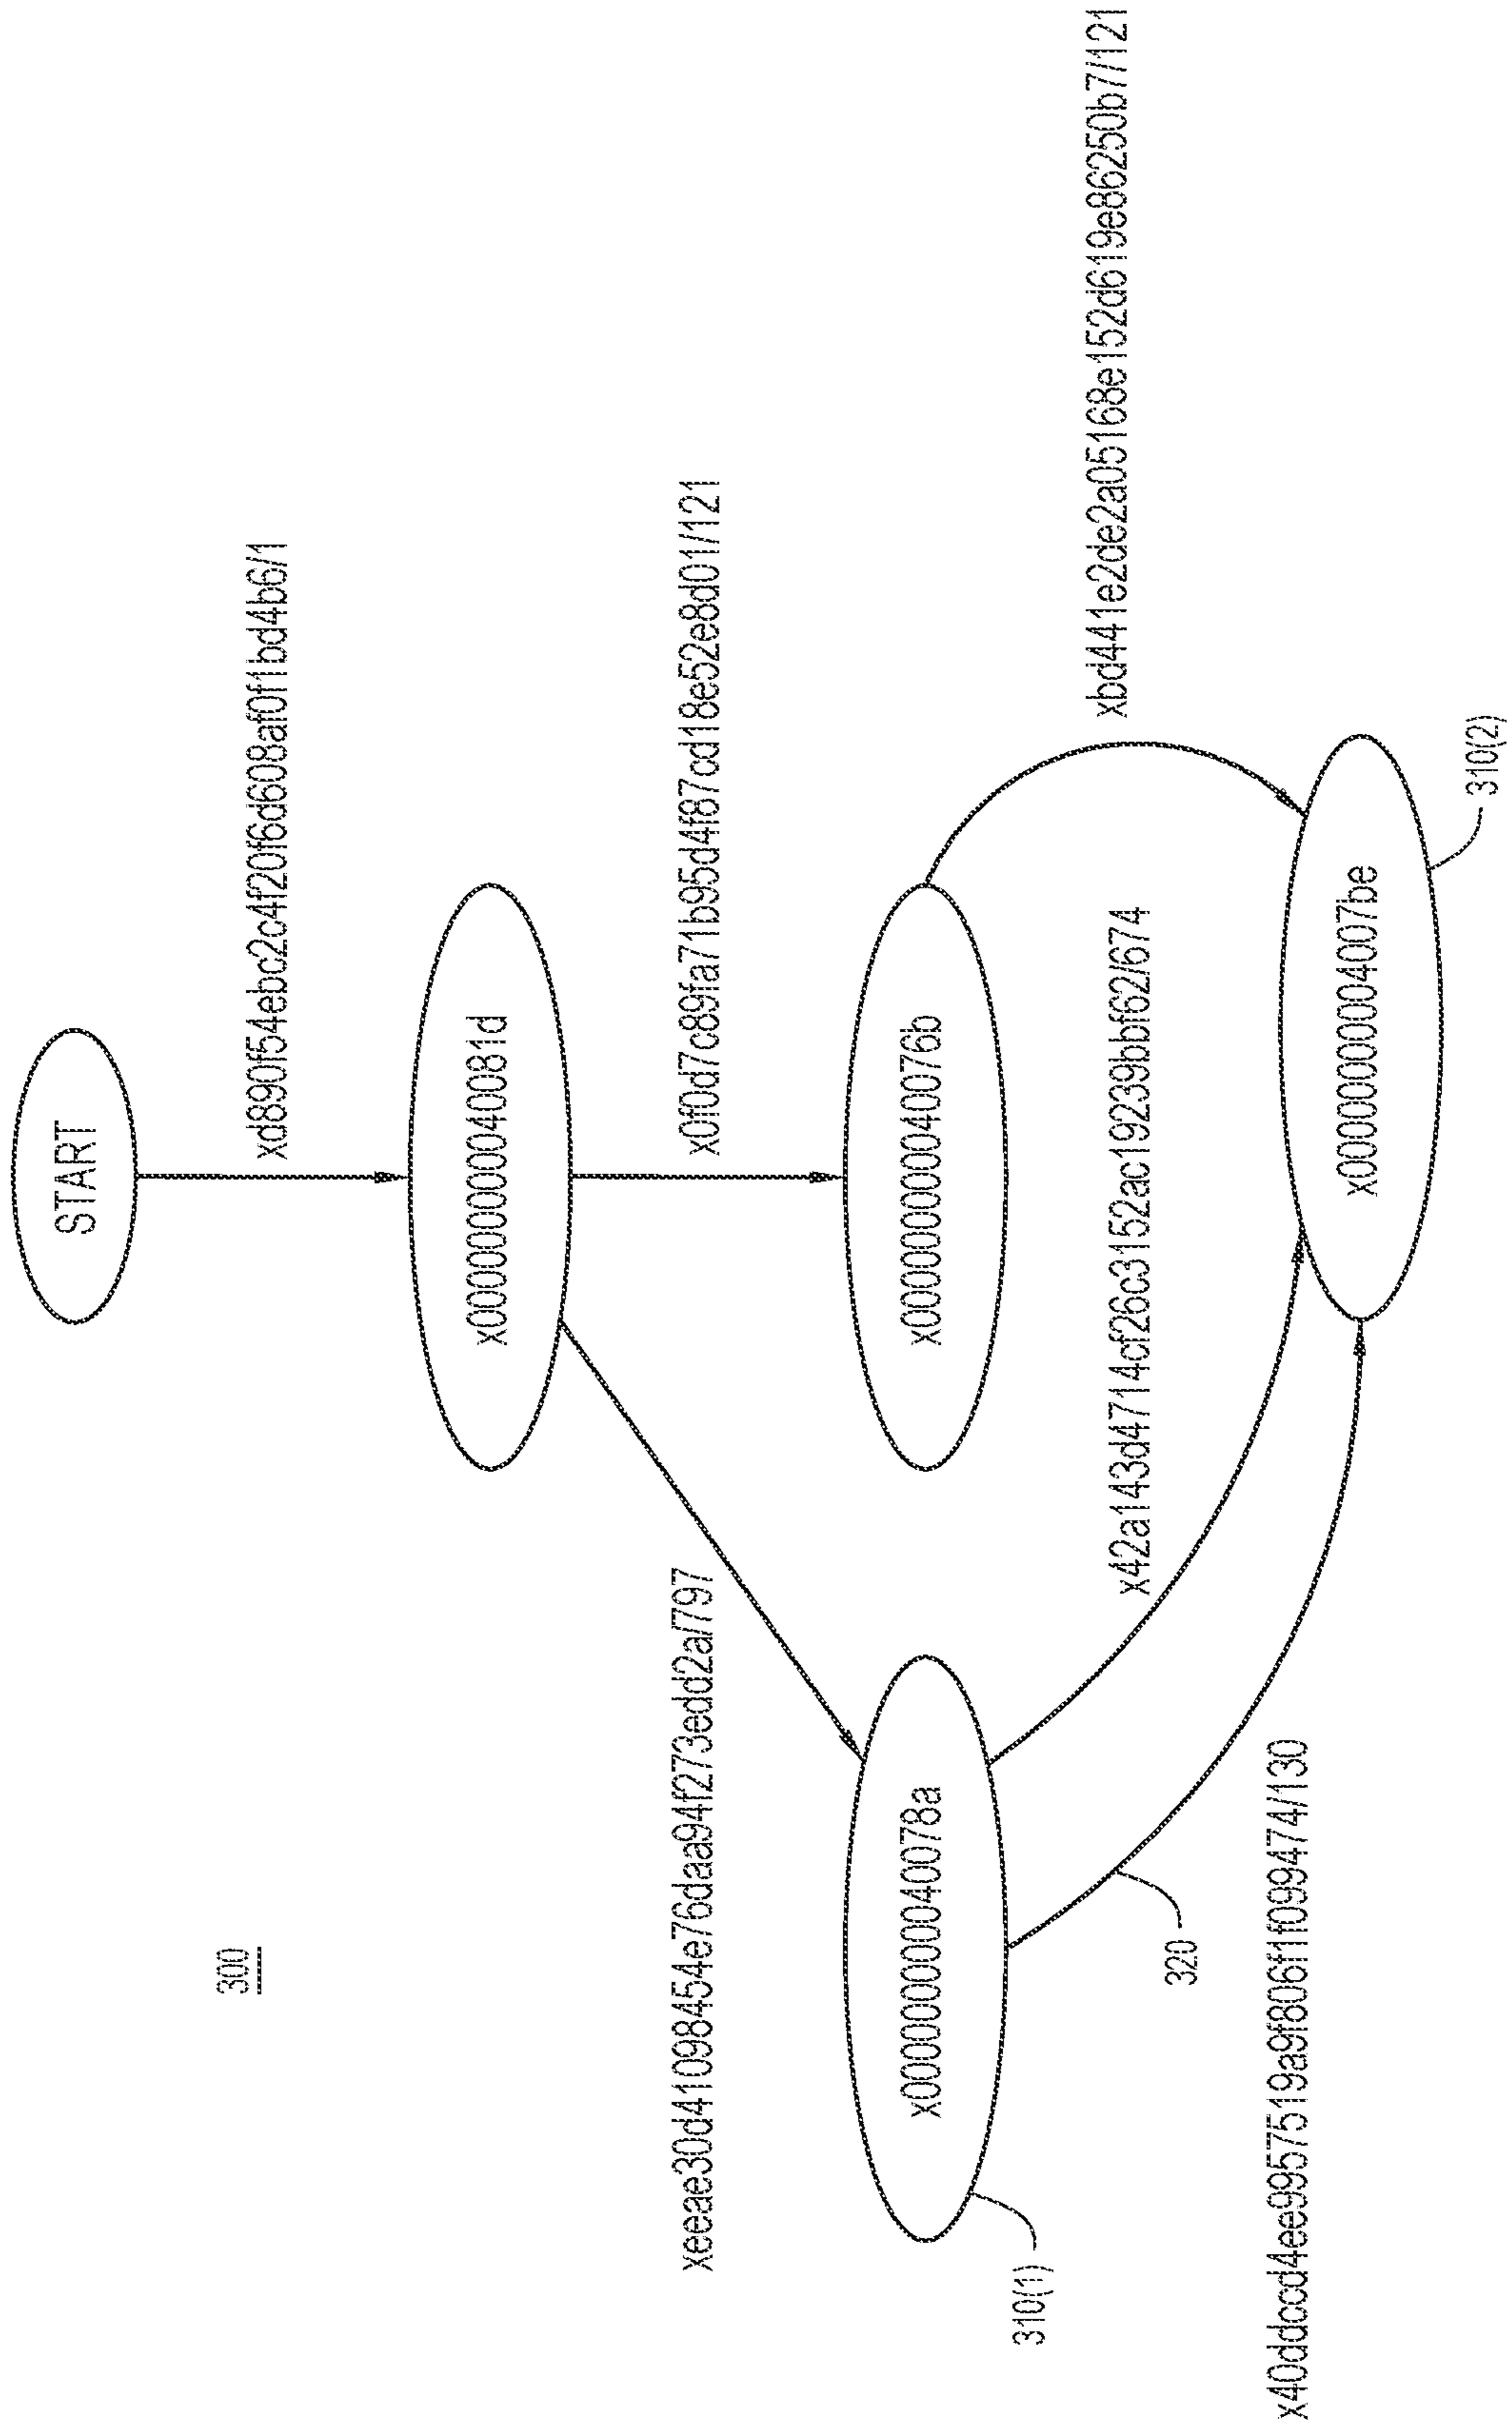 300
START
xd890f54ebc2c4f20f6d608af0f1bd4b6/1
x000000000040081d
xeeae30d41098454e76daa94f273edd2a/797
x0f0d7c89fa71b95d4f87cd18e52e8d01/121
x000000000040078a
x000000000040076b
310(1)
x42a143d4714cf26c3152ac19239bbf62/674
xbd441e2de2a05168e152d619e86250b7/121
320
x40ddccd4ee9957519a9f806f1f099474/130
x00000000004007be
310(2)